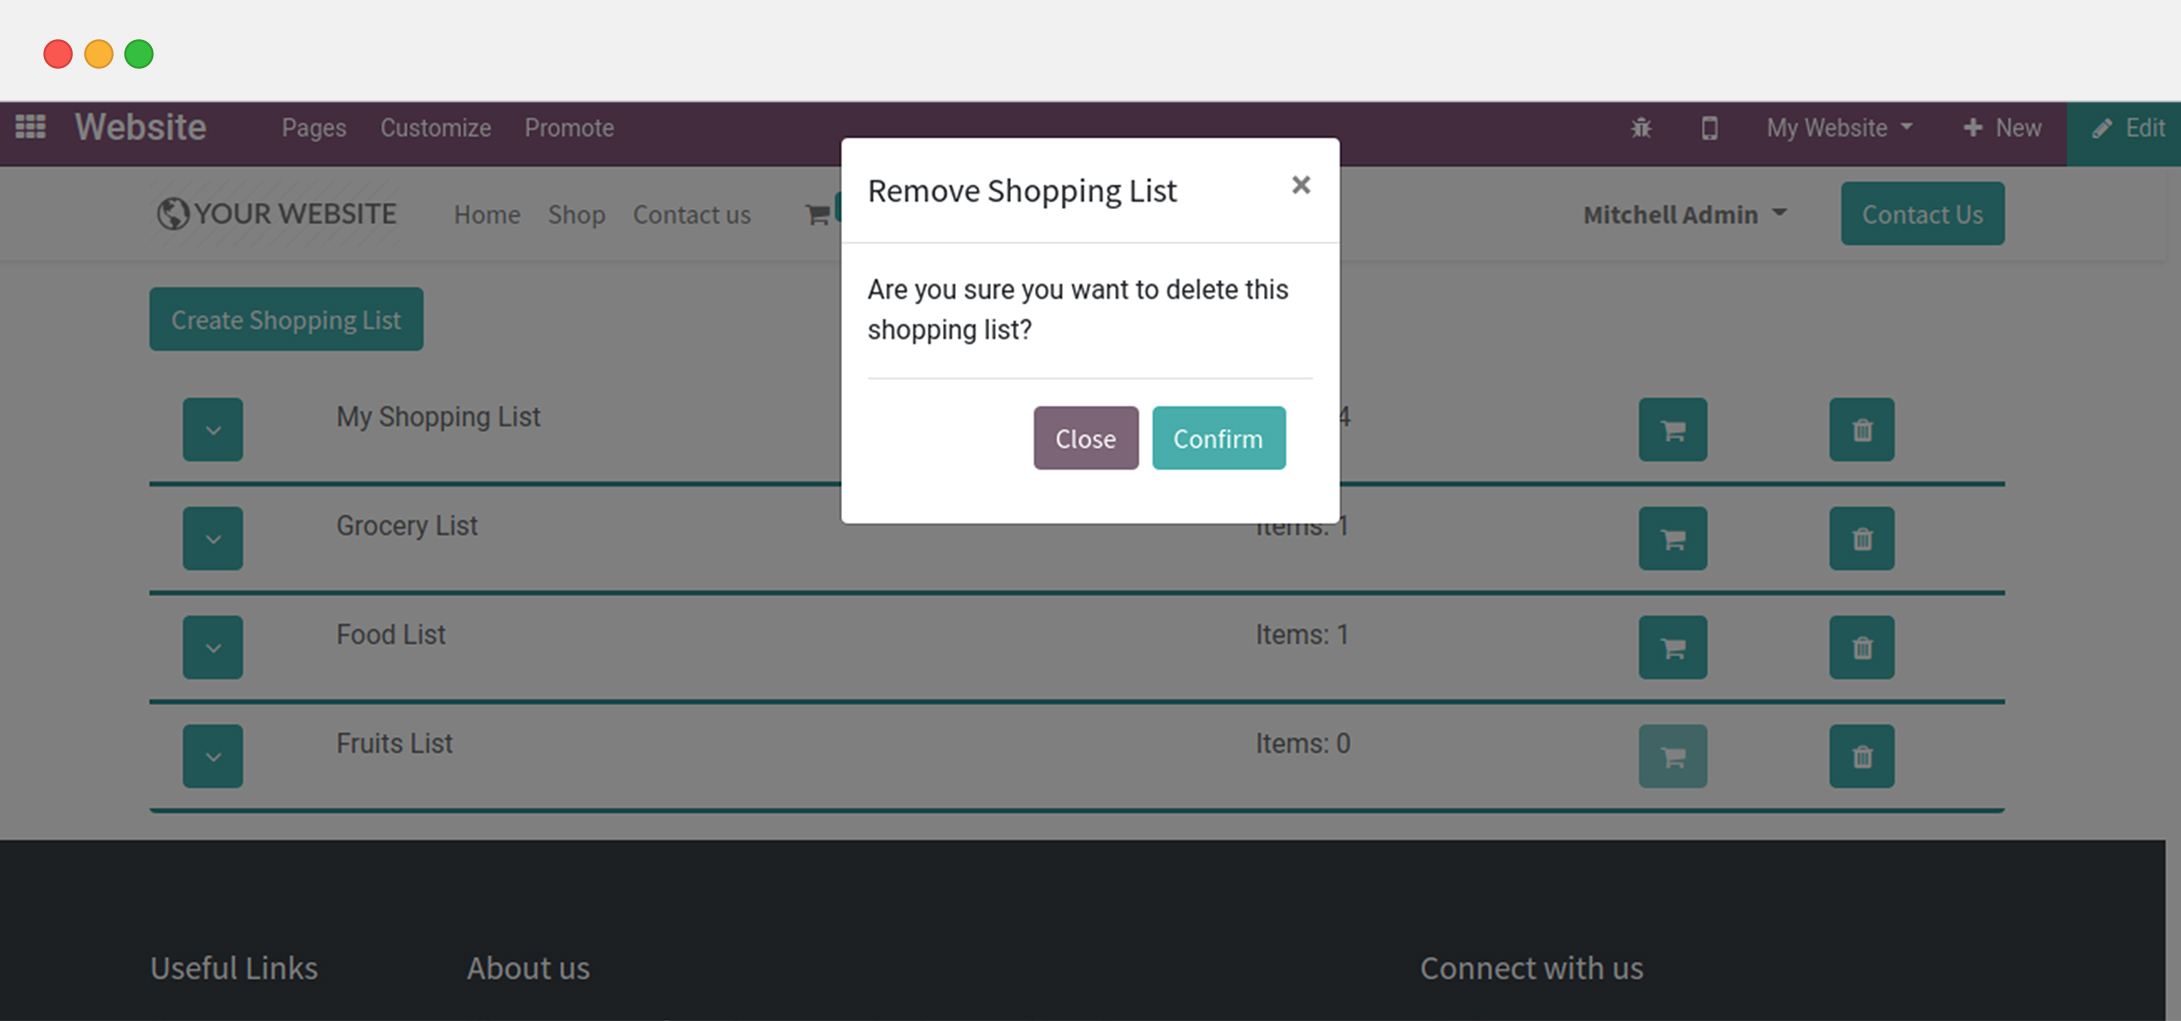 Website Pages Customize Promote My Website New Edit
YOUR WEBSITE Home Shop Contact us Mitchell Admin Contact Us
Remove Shopping List ×
Are you sure you want to delete this
shopping list?
Close Confirm
Create Shopping List
My Shopping List 4
Grocery List Items: 1
Food List Items: 1
Fruits List Items: 0
Useful Links About us Connect with us